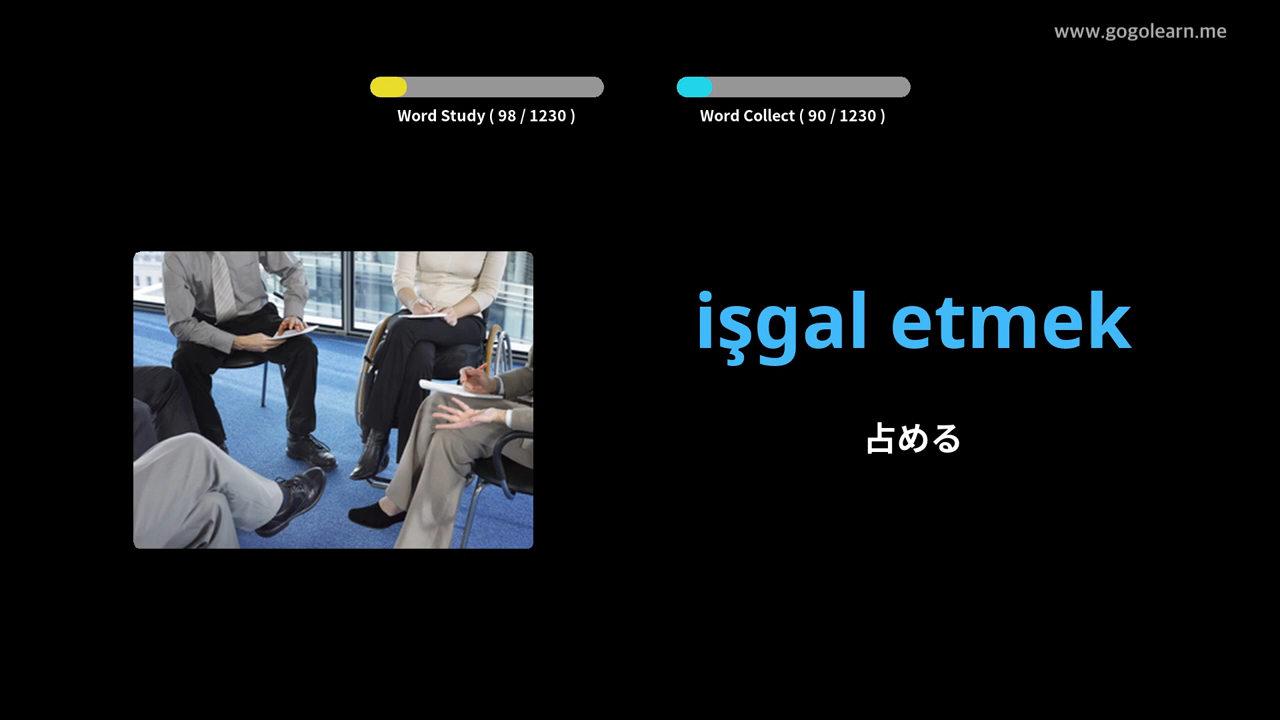 www.gogolearn.me
Word Study ( 98 / 1230 )
Word Collect ( 90 / 1230 )
işgal etmek
占める